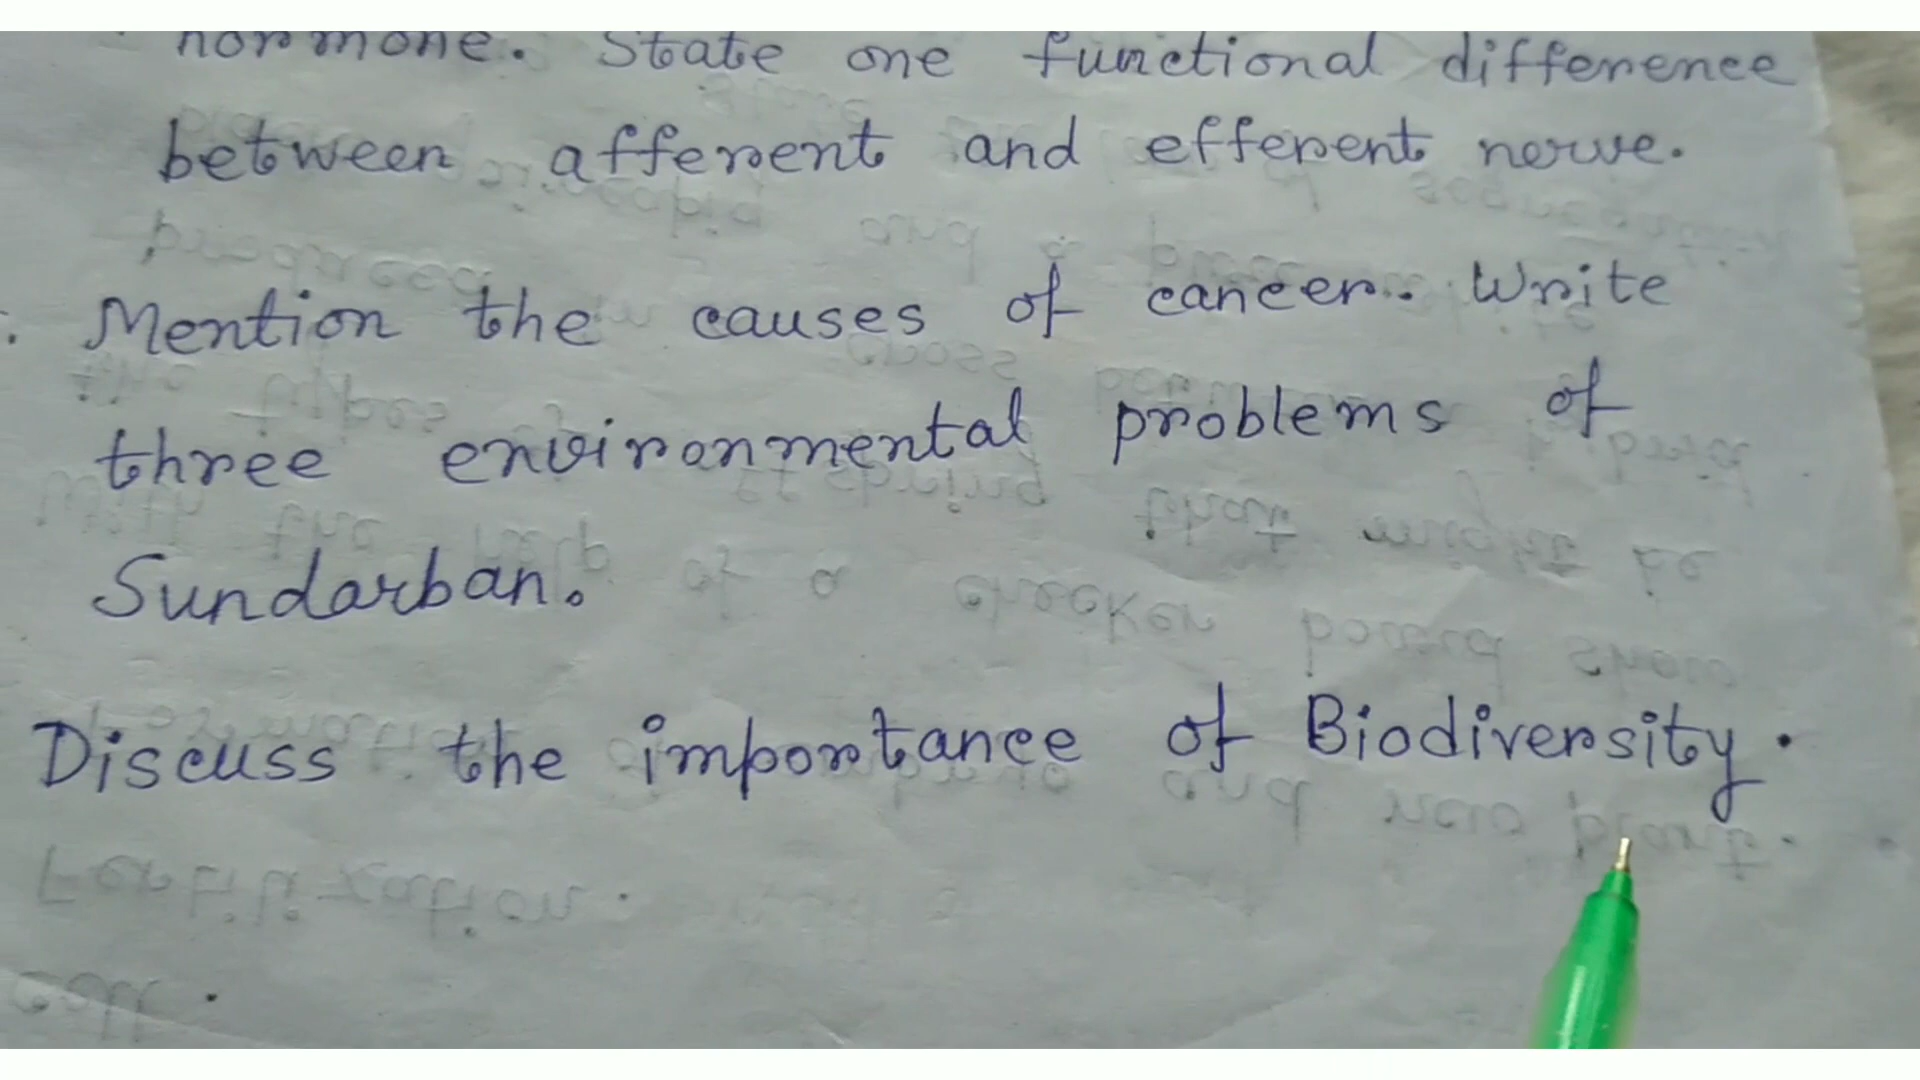 hormone. State one functional difference
between afferent and efferent nerve.
Mention the causes of cancer. Write
three environmental problems of
Sundarban.
Discuss the importance of Biodiversity.